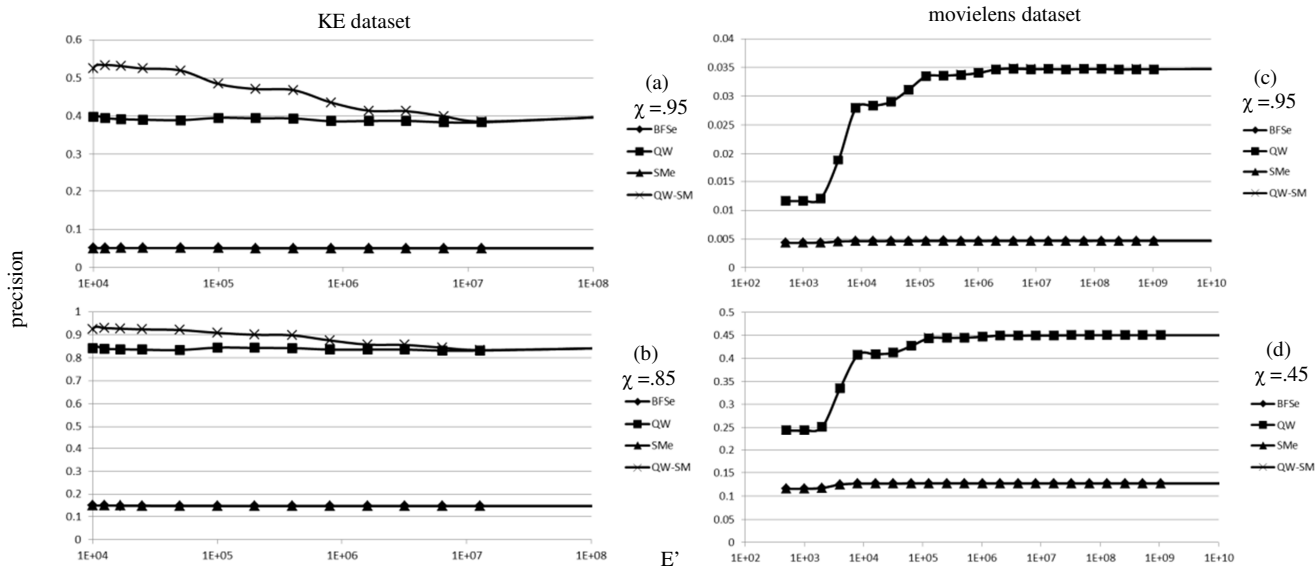 KE dataset
0.6
0.5
0.4
0.3
0.2
0.1
0
1E+04 1E+05 1E+06 1E+07 1E+08
(a)
χ =.95
BFSe
QW
SMe
QW-SM
movielens dataset
0.04
0.035
0.03
0.025
0.02
0.015
0.01
0.005
0
1E+02 1E+03 1E+04 1E+05 1E+06 1E+07 1E+08 1E+09 1E+10
(c)
χ =.95
BFSe
QW
SMe
QW-SM
precision
1
0.9
0.8
0.7
0.6
0.5
0.4
0.3
0.2
0.1
0
1E+04 1E+05 1E+06 1E+07 1E+08
(b)
χ =.85
BFSe
QW
SMe
QW-SM
0.5
0.45
0.4
0.35
0.3
0.25
0.2
0.15
0.1
0.05
0
1E+02 1E+03 1E+04 1E+05 1E+06 1E+07 1E+08 1E+09 1E+10
(d)
χ =.45
BFSe
QW
SMe
QW-SM
E’